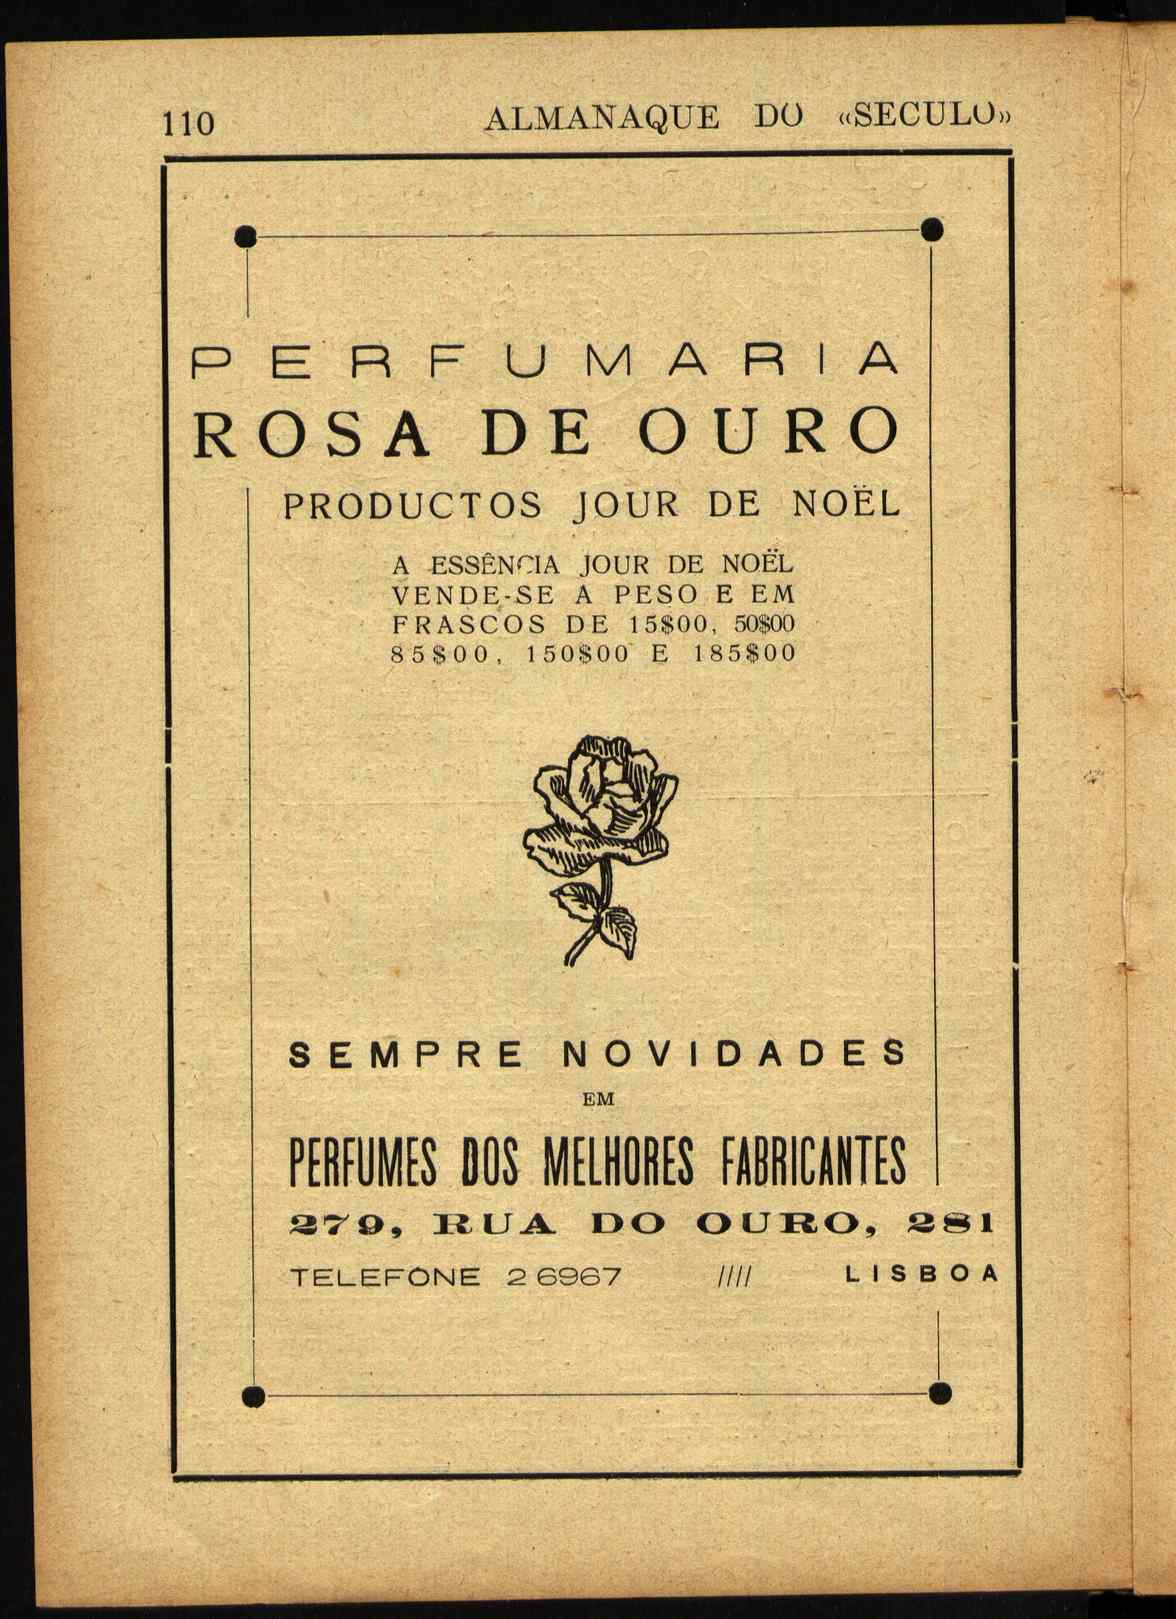 110 ALMANAQUE DO «SECULO»
PERFUMARIA
ROSA DE OURO
PRODUCTOS JOUR DE NOËL
A ESSÊNCIA JOUR DE NOËL
VENDE-SE A PESO E EM
FRASCOS DE 15$00, 50$00
85$00, 150$00 E 185$00
SEMPRE NOVIDADES
EM
PERFUMES DOS MELHORES FABRICANTES
279, RUA DO OURO, 281
TELEFÓNE 2 6967 //// LISBOA